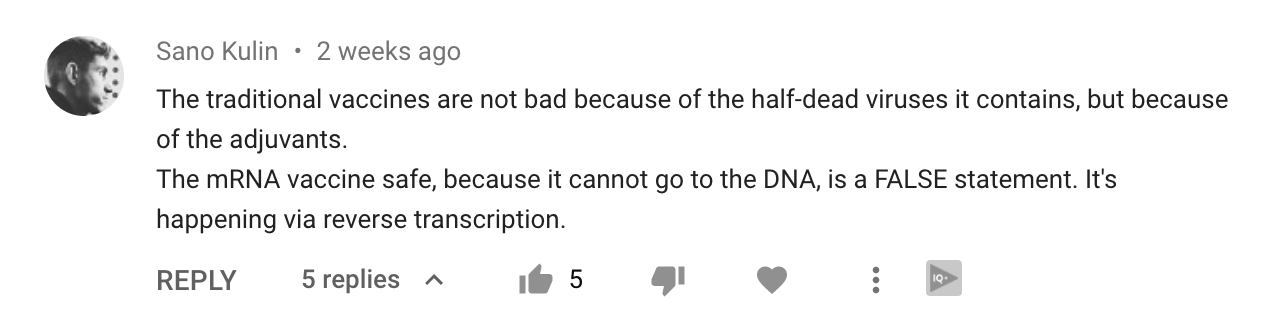 Sano Kulin • 2 weeks ago
The traditional vaccines are not bad because of the half-dead viruses it contains, but because
of the adjuvants.
The mRNA vaccine safe, because it cannot go to the DNA, is a FALSE statement. It's
happening via reverse transcription.
REPLY 5 replies 5 IQ